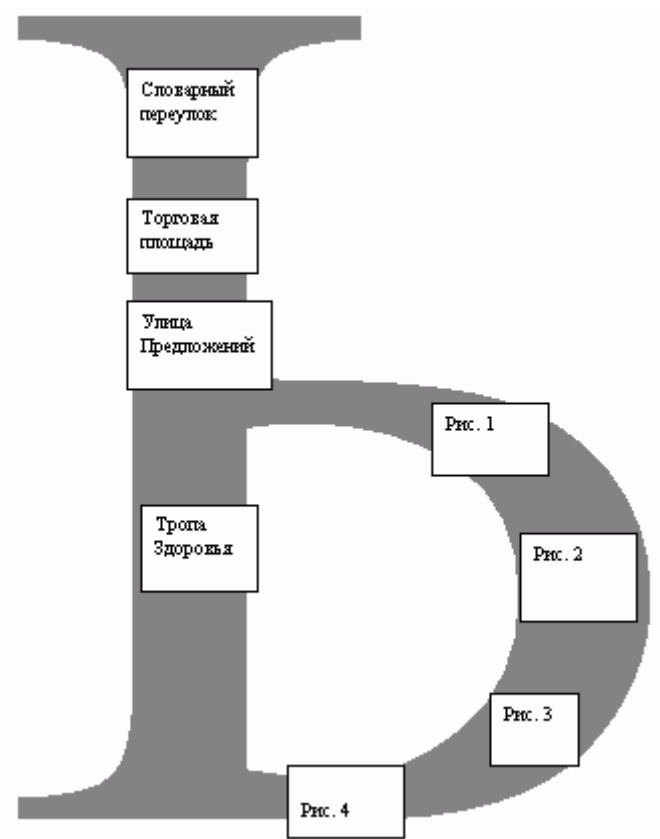 Словарный
переулок
Торговая
площадь
Улица
Предложений
Рис. 1
Тропа
Здоровья
Рис. 2
Рис. 3
Рис. 4